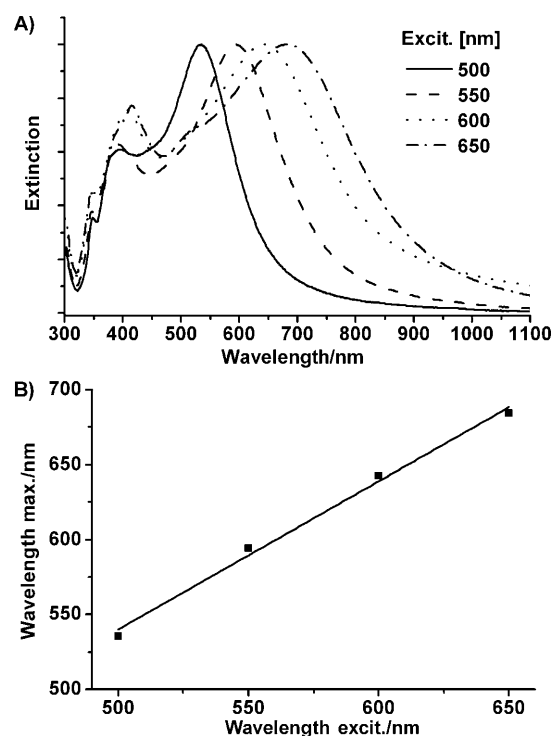 A)
Extinction
Excit. [nm]
500
550
600
650
300 400 500 600 700 800 900 1000 1100
Wavelength/nm
B)
Wavelength max./nm
700
650
600
550
500
500 550 600 650
Wavelength excit./nm